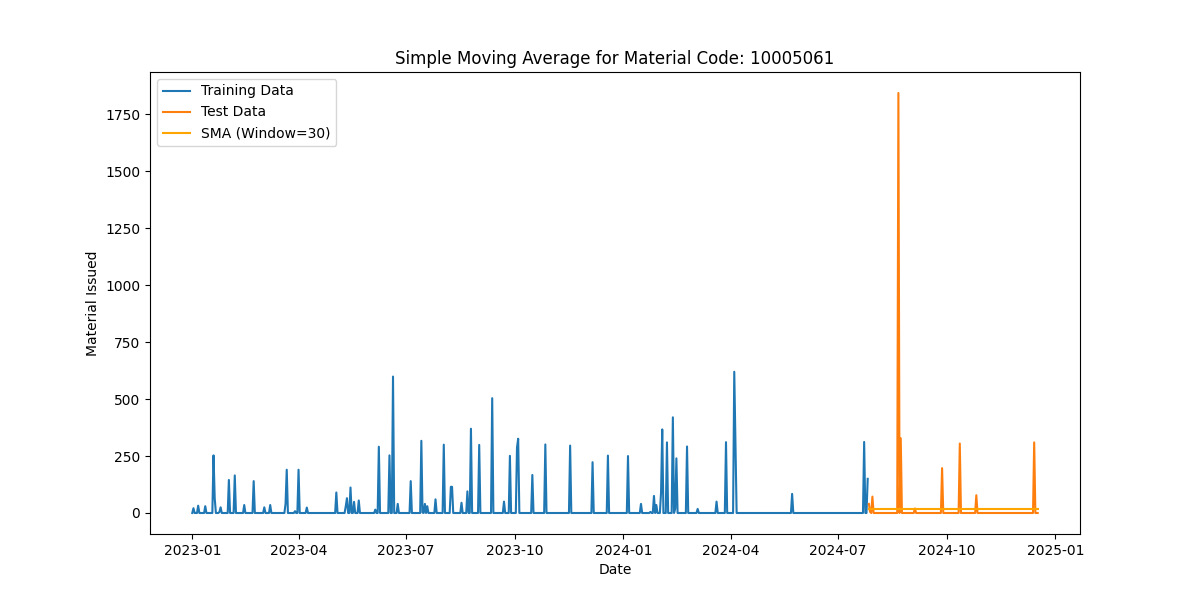 Simple Moving Average for Material Code: 10005061
Training Data
Test Data
SMA (Window=30)
Material Issued
1750
1500
1250
1000
750
500
250
0
2023-01 2023-04 2023-07 2023-10 2024-01 2024-04 2024-07 2024-10 2025-01
Date